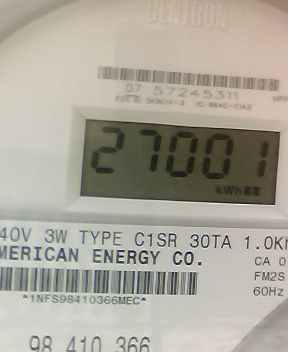 CENTRON
07 57245311
27001
kWh
40V 3W TYPE C1SR 30TA 1.0K
MERICAN ENERGY CO. CA 0
FM2S
*1NFS98410366MEC* 60Hz
98 410 366